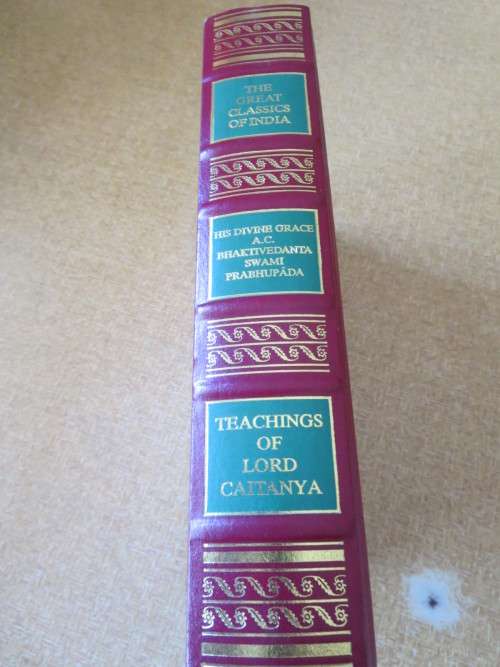 THE
GREAT
CLASSICS
OF INDIA
HIS DIVINE GRACE
A.C.
BHAKTIVEDANTA
SWAMI
PRABHUPĀDA
TEACHINGS
OF
LORD
CAITANYA